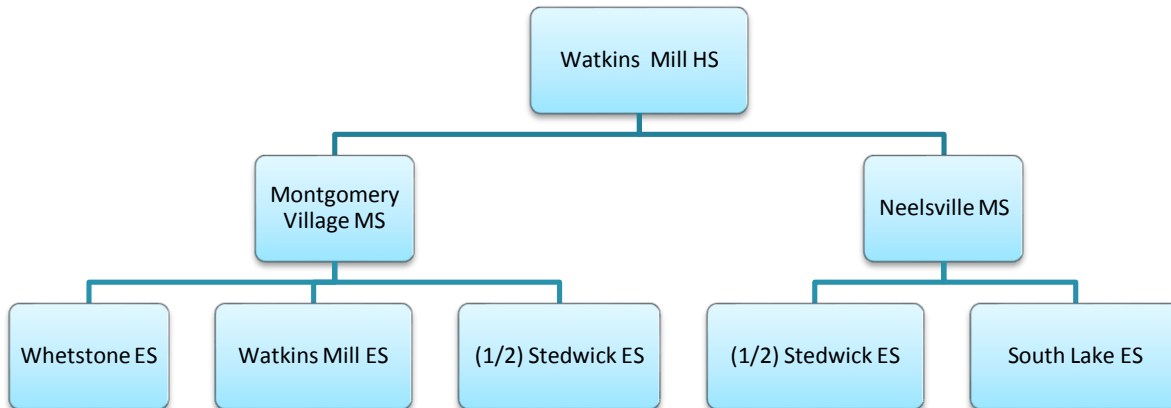 Watkins  Mill HS
Montgomery
Village MS
Neelsville MS
Whetstone ES
Watkins Mill ES
(1/2) Stedwick ES
(1/2) Stedwick ES
South Lake ES